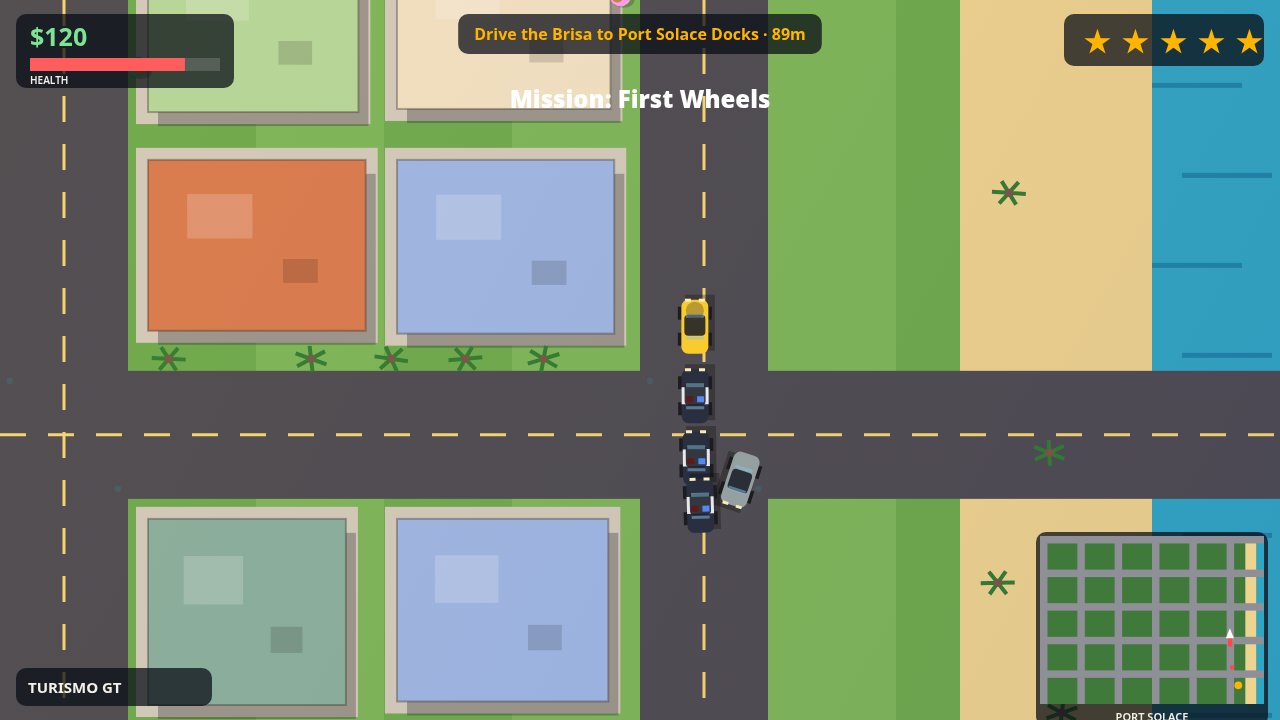 $120
HEALTH
Drive the Brisa to Port Solace Docks · 89m
★ ★ ★ ★ ★
Mission: First Wheels
TURISMO GT
PORT SOLACE